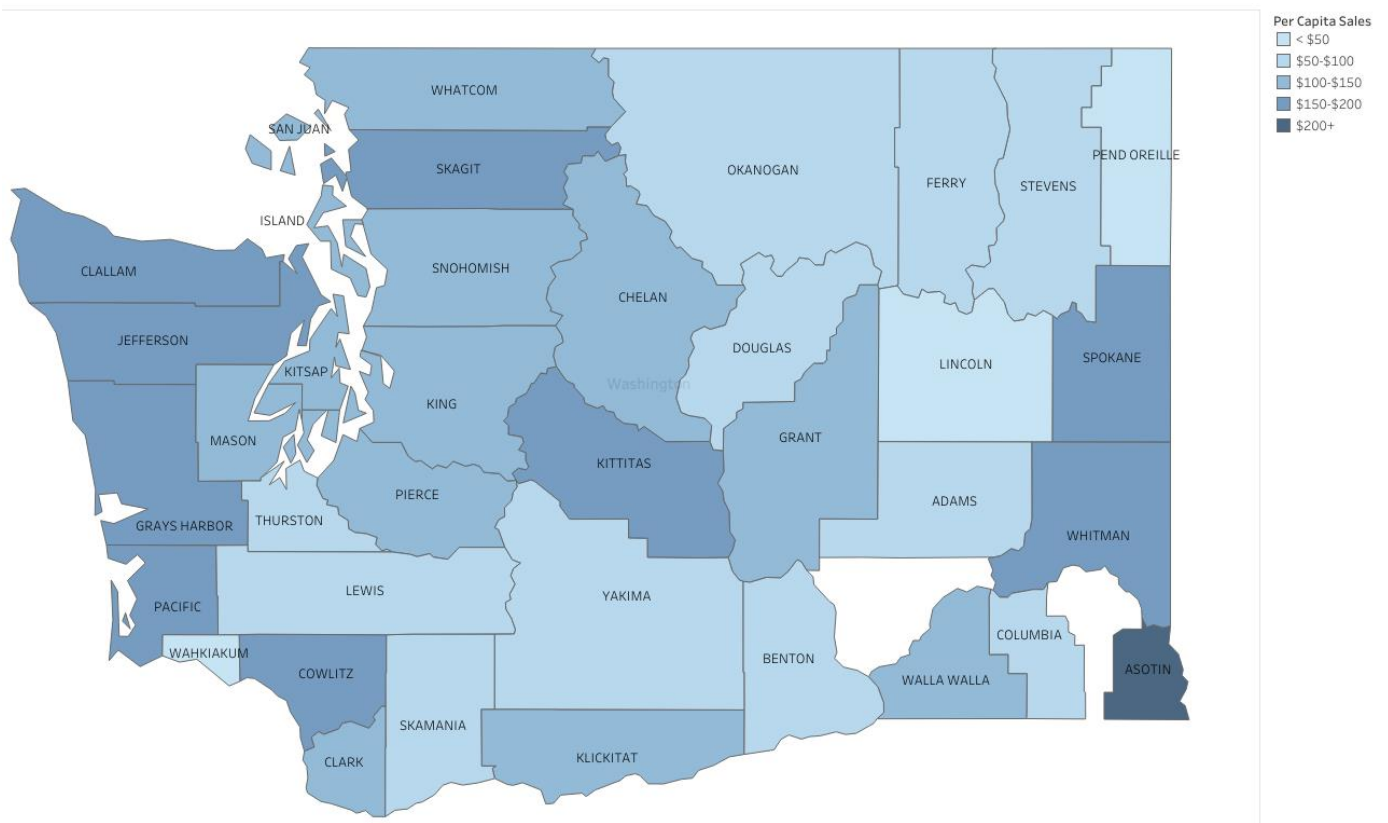 Per Capita Sales
< $50
$50-$100
$100-$150
$150-$200
$200+
WHATCOM
SAN JUAN
SKAGIT
OKANOGAN
FERRY
STEVENS
PEND OREILLE
ISLAND
CLALLAM
SNOHOMISH
CHELAN
JEFFERSON
DOUGLAS
LINCOLN
SPOKANE
KITSAP
Washington
KING
MASON
GRANT
KITTITAS
PIERCE
ADAMS
GRAYS HARBOR
THURSTON
WHITMAN
LEWIS
YAKIMA
PACIFIC
COLUMBIA
WAHKIAKUM
BENTON
ASOTIN
COWLITZ
WALLA WALLA
SKAMANIA
CLARK
KLICKITAT